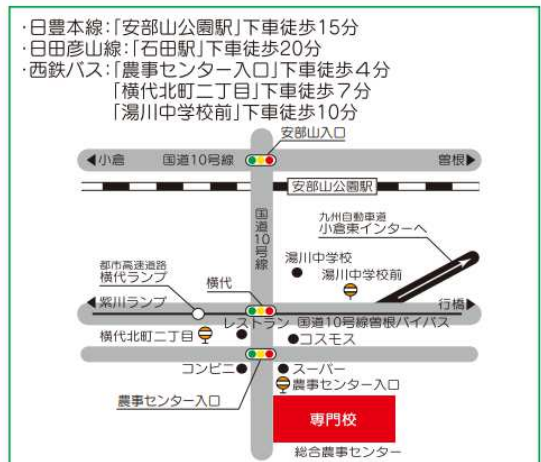 ･日豊本線:｢安部山公園駅｣下車徒歩15分
･日田彦山線:｢石田駅｣下車徒歩20分
･西鉄バス:｢農事センター入口｣下車徒歩4分
｢横代北町二丁目｣下車徒歩7分
｢湯川中学校前｣下車徒歩10分
安部山入口
◀小倉 国道10号線 曽根▶
安部山公園駅
国道10号線
九州自動車道
小倉東インターへ
湯川中学校
湯川中学校前
都市高速道路
横代ランプ
横代
◀紫川ランプ 行橋▶
レストラン 国道10号線曽根バイパス
横代北町二丁目
コスモス
コンビニ
スーパー
農事センター入口
農事センター入口
専門校
総合農事センター